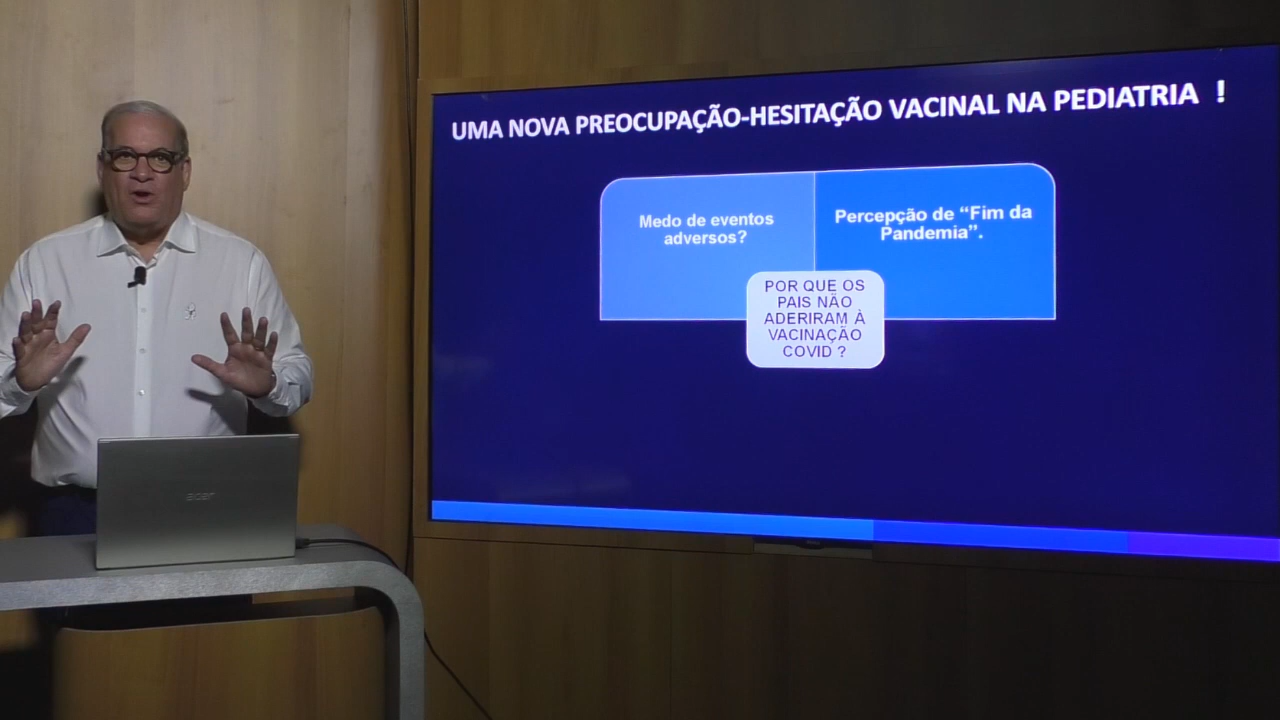 UMA NOVA PREOCUPAÇÃO-HESITAÇÃO VACINAL NA PEDIATRIA !
Medo de eventos
adversos?
Percepção de “Fim da
Pandemia”.
POR QUE OS
PAIS NÃO
ADERIRAM À
VACINAÇÃO
COVID ?
acer